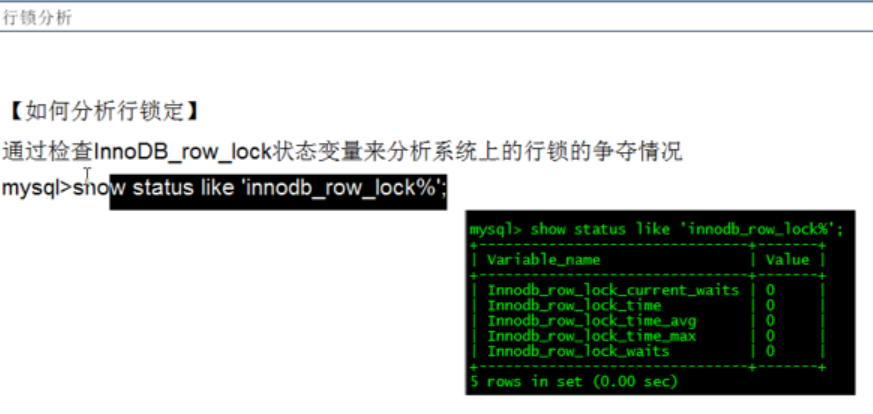 行锁分析
【如何分析行锁定】
通过检查InnoDB_row_lock状态变量来分析系统上的行锁的争夺情况
mysql>show status like 'innodb_row_lock%';
mysql> show status like 'innodb_row_lock%';
+-------------------------------+-------+
| Variable_name | Value |
+-------------------------------+-------+
| Innodb_row_lock_current_waits | 0 |
| Innodb_row_lock_time | 0 |
| Innodb_row_lock_time_avg | 0 |
| Innodb_row_lock_time_max | 0 |
| Innodb_row_lock_waits | 0 |
+-------------------------------+-------+
5 rows in set (0.00 sec)